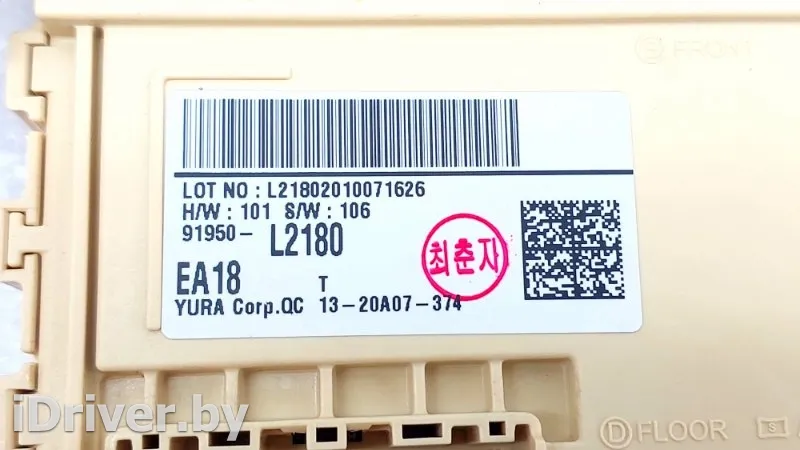 FRONT
LOT NO : L21802010071626
H/W : 101 S/W : 106
91950- L2180
최춘자
EA18 T
YURA Corp.QC 13-20A07-374
iDriver.by
D FLOOR
S